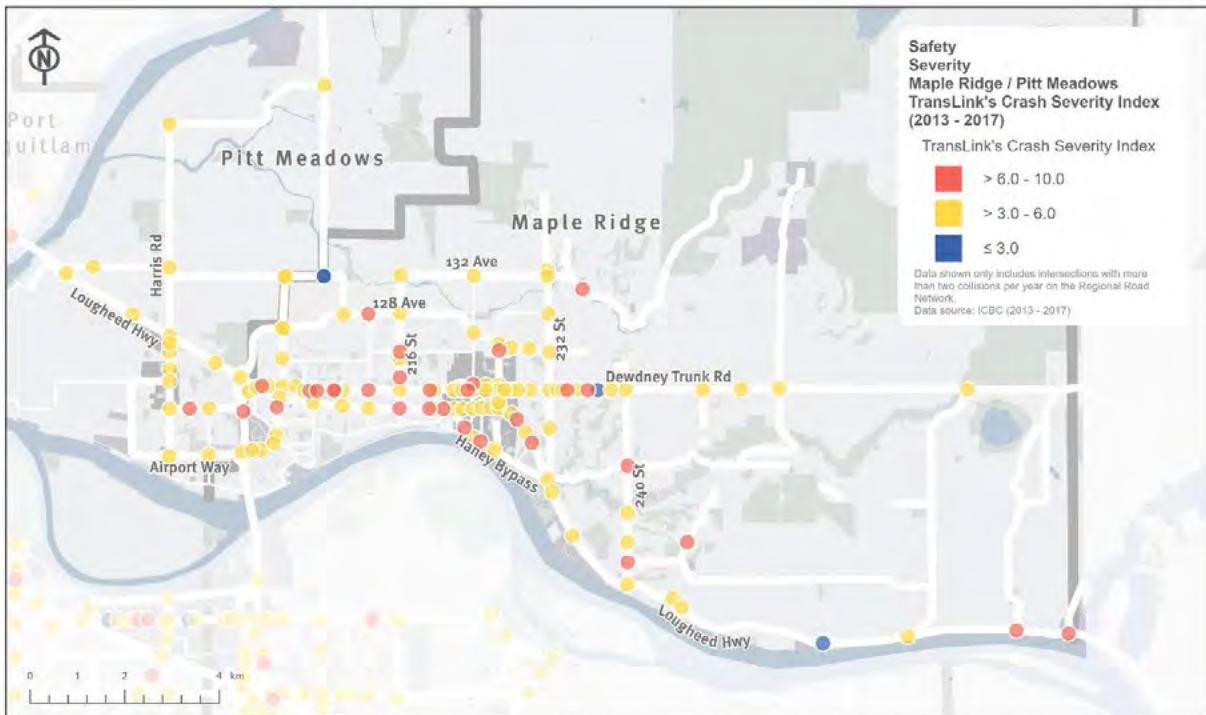 N
Port
quitlam
Pitt Meadows
Maple Ridge
Harris Rd
Lougheed Hwy
132 Ave
128 Ave
216 St
232 St
Dewdney Trunk Rd
Airport Way
Haney Bypass
240 St
Lougheed Hwy
0 1 2 4 km
Safety
Severity
Maple Ridge / Pitt Meadows
TransLink's Crash Severity Index
(2013 - 2017)
TransLink's Crash Severity Index
> 6.0 - 10.0
> 3.0 - 6.0
≤ 3.0
Data shown only includes intersections with more
than two collisions per year on the Regional Road
Network.
Data source: ICBC (2013 - 2017)